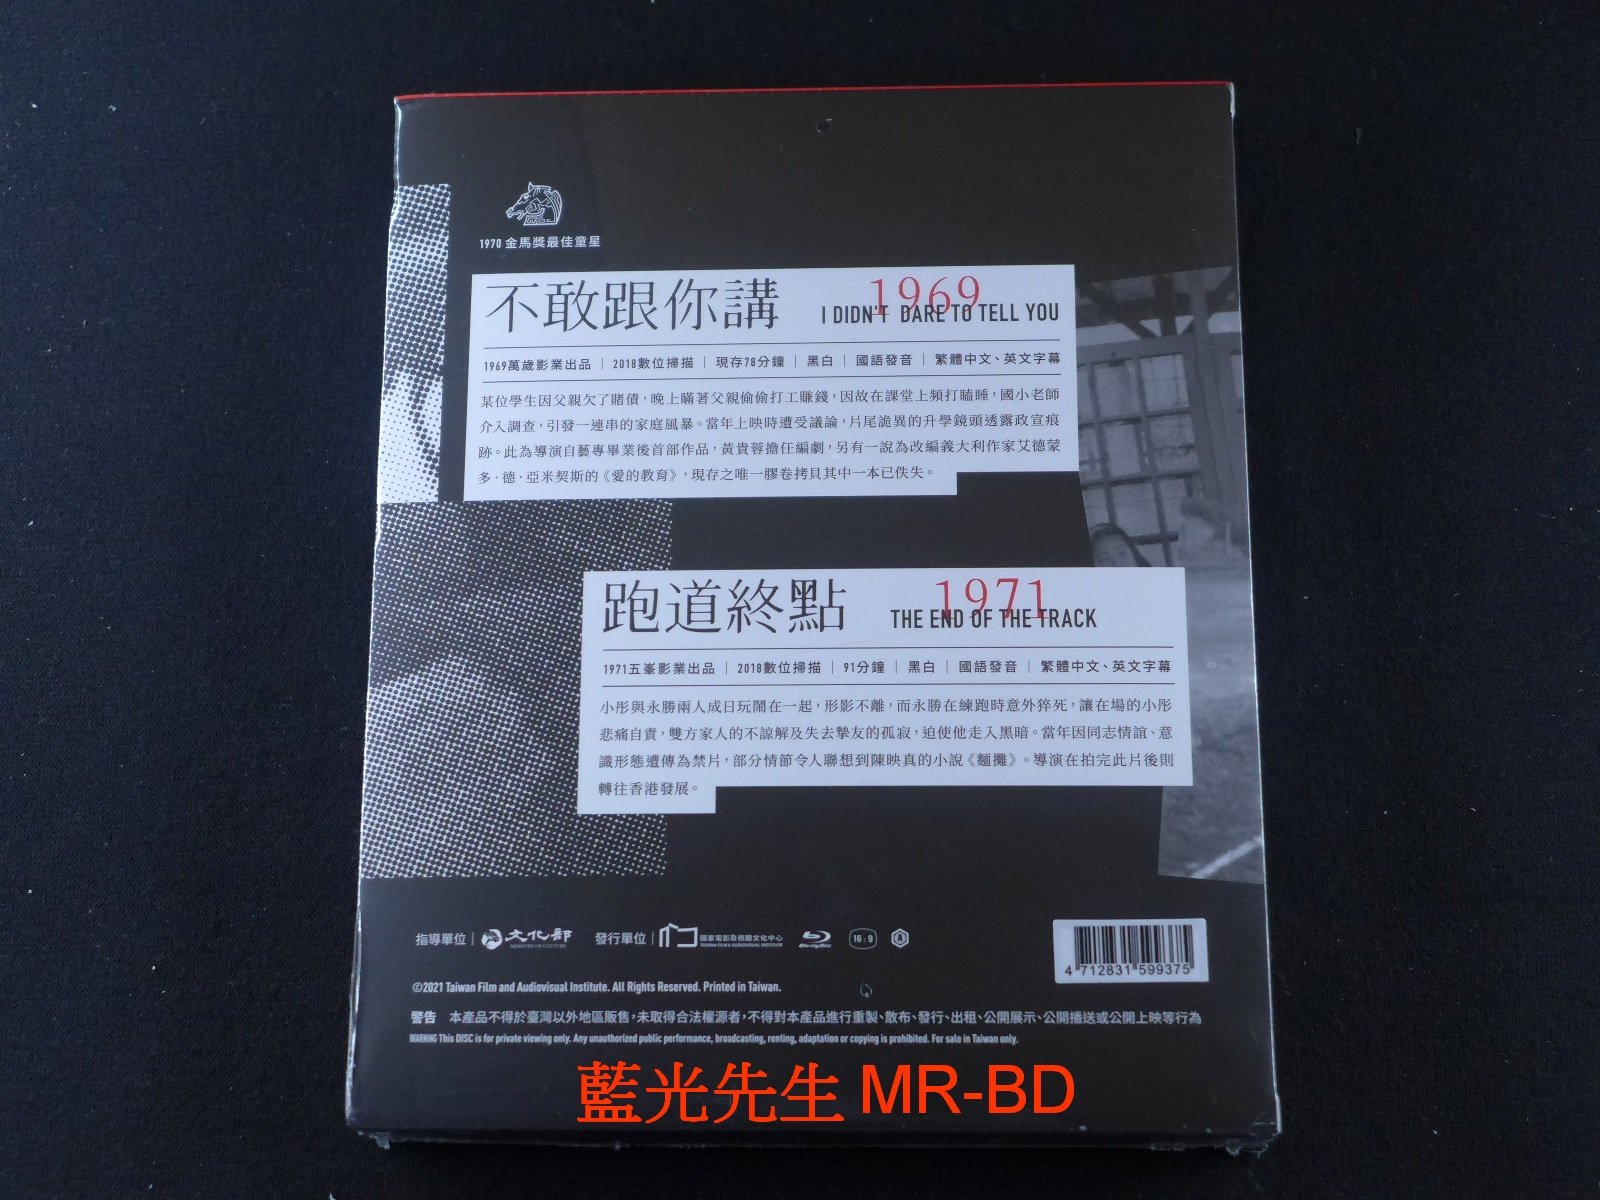 1970 金馬獎最佳童星
不敢跟你講 1969 I DIDN'T DARE TO TELL YOU
1969萬歲影業出品｜2018數位掃描｜現存78分鐘｜黑白｜國語發音｜繁體中文、英文字幕
某位學生因父親欠了賭債，晚上瞞著父親偷偷打工賺錢，因故在課堂上頻打瞌睡，國小老師
介入調查，引發一連串的家庭風暴。當年上映時遭受議論，片尾詭異的升學鏡頭透露政宣痕
跡。此為導演自藝專畢業後首部作品，黃貴蓉擔任編劇，另有一說為改編義大利作家艾德蒙
多·德·亞米契斯的《愛的教育》，現存之唯一膠卷拷貝其中一本已佚失。
跑道終點 1971 THE END OF THE TRACK
1971五峯影業出品｜2018數位掃描｜91分鐘｜黑白｜國語發音｜繁體中文、英文字幕
小彤與永勝兩人成日玩鬧在一起，形影不離，而永勝在練跑時意外猝死，讓在場的小彤
悲痛自責，雙方家人的不諒解及失去摯友的孤寂，迫使他走入黑暗。當年因同志情誼、意
識形態遭傳為禁片，部分情節令人聯想到陳映真的小說《麵攤》。導演在拍完此片後則
轉往香港發展。
指導單位｜文化部 MINISTRY OF CULTURE 發行單位｜國家電影及視聽文化中心 TAIWAN FILM & AUDIOVISUAL INSTITUTE Blu-ray Disc 16:9 A
4 712831 599375
©2021 Taiwan Film and Audiovisual Institute. All Rights Reserved. Printed in Taiwan.
警告 本產品不得於臺灣以外地區販售，未取得合法權源者，不得對本產品進行重製、散布、發行、出租、公開展示、公開播送或公開上映等行為
WARNING This DISC is for private viewing only. Any unauthorized public performance, broadcasting, renting, adaptation or copying is prohibited. For sale in Taiwan only.
藍光先生 MR-BD